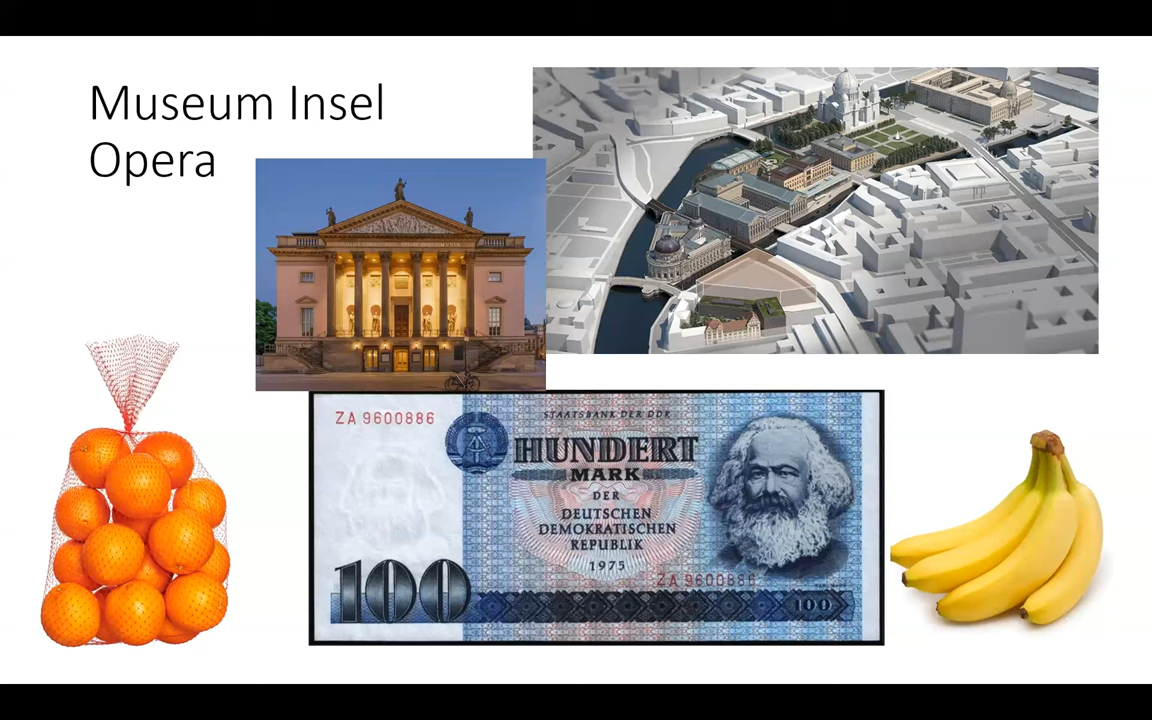 Museum Insel
Opera
ZA 9600886
STAATSBANK DER DDR
HUNDERT
MARK
DER
DEUTSCHEN
DEMOKRATISCHEN
REPUBLIK
1975
ZA 9600886
100
100